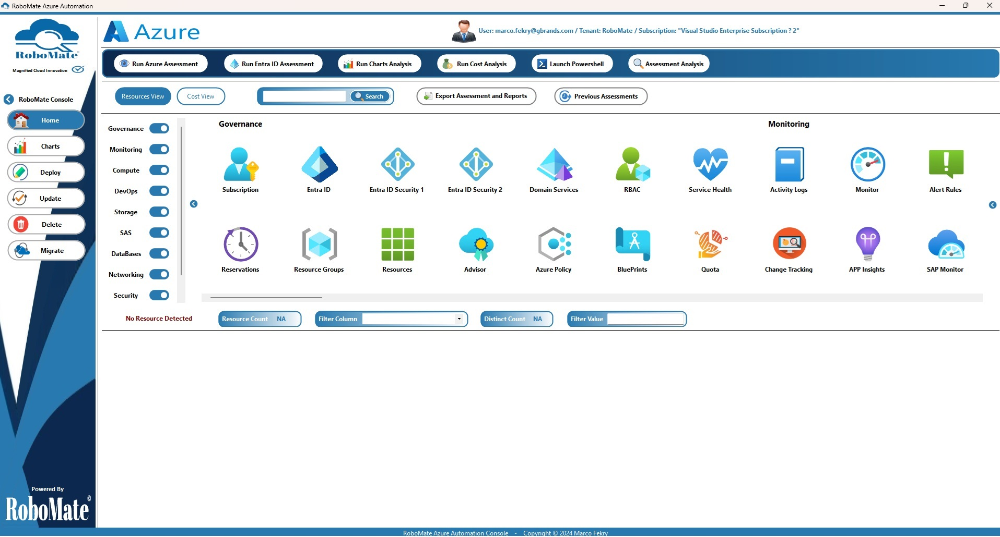 RoboMate Azure Automation
RoboMate©
Magnified Cloud Innovation
RoboMate Console
Home
Charts
Deploy
Update
Delete
Migrate
Powered By
RoboMate©
Azure
User: marco.fekry@gbrands.com / Tenant: RoboMate / Subscription: "Visual Studio Enterprise Subscription ? 2"
Run Azure Assessment
Run Entra ID Assessment
Run Charts Analysis
Run Cost Analysis
Launch Powershell
Assessment Analysis
Resources View
Cost View
Search
Export Assessment and Reports
Previous Assessments
Governance
Monitoring
Compute
DevOps
Storage
SAS
DataBases
Networking
Security
Governance
Monitoring
Subscription
Entra ID
Entra ID Security 1
Entra ID Security 2
Domain Services
RBAC
Service Health
Activity Logs
Monitor
Alert Rules
Reservations
Resource Groups
Resources
Advisor
Azure Policy
BluePrints
Quota
Change Tracking
APP Insights
SAP Monitor
No Resource Detected
Resource Count NA
Filter Column
Distinct Count NA
Filter Value
RoboMate Azure Automation Console - Copyright © 2024 Marco Fekry